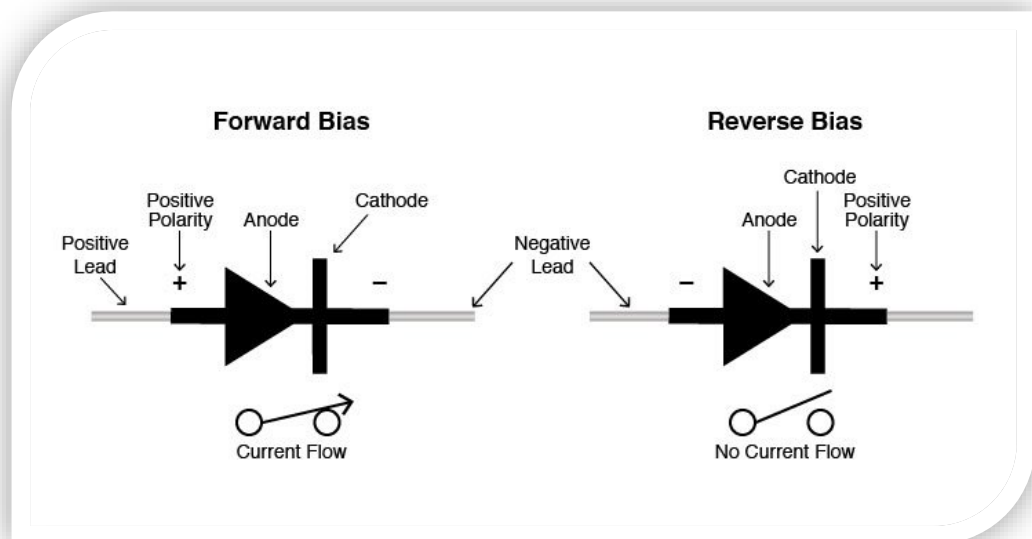 Forward Bias
Positive
Polarity
Anode
Cathode
Positive
Lead
+
−
Current Flow
Negative
Lead
Reverse Bias
Cathode
Anode
Positive
Polarity
−
+
No Current Flow